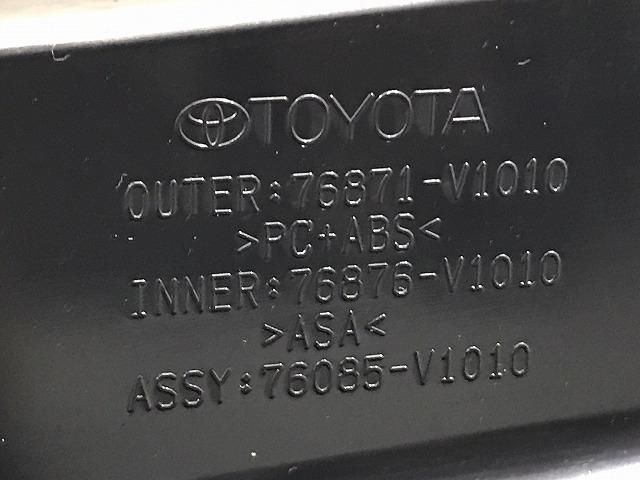 TOYOTA
OUTER:76871-V1010
>PC+ABS<
INNER:76876-V1010
>ASA<
ASSY:76085-V1010